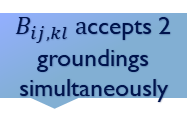 B_{ij,kl} accepts 2
groundings
simultaneously